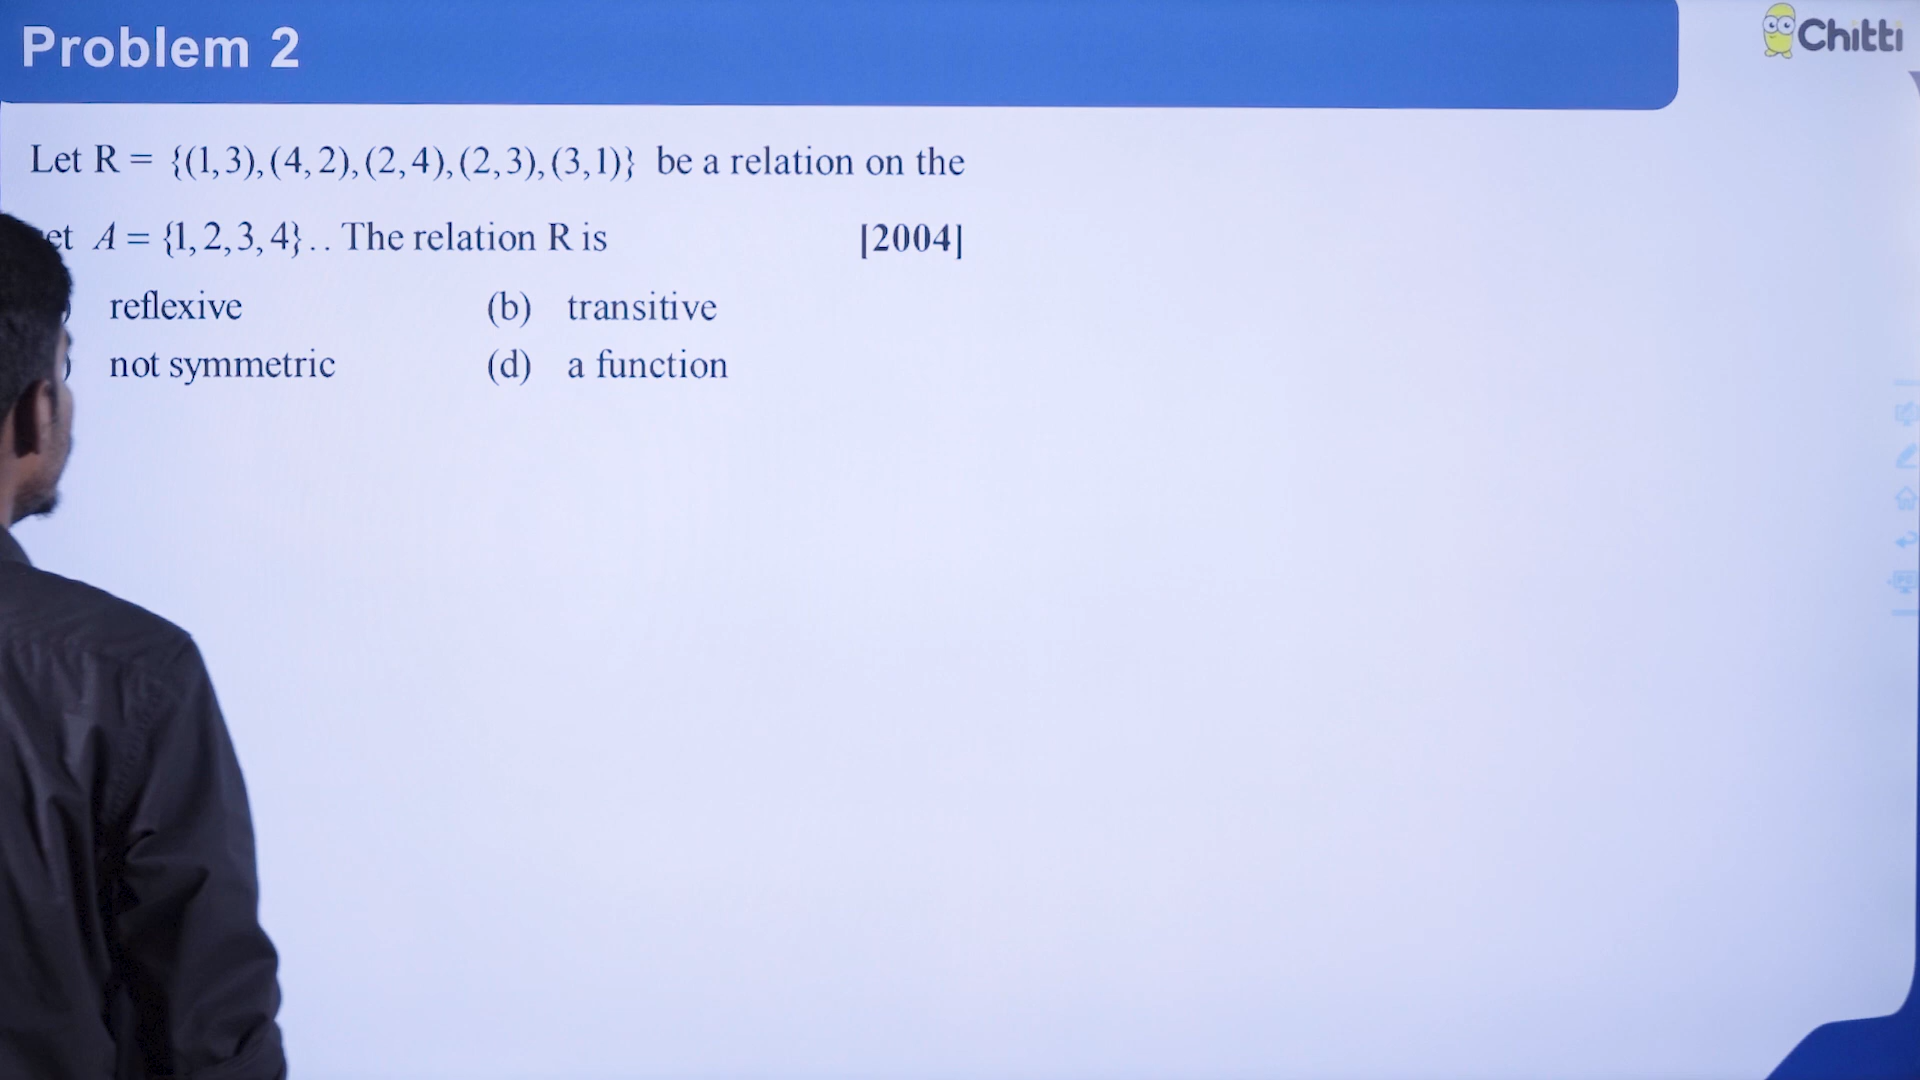 Problem 2
Chitti
Let R = {(1,3),(4,2),(2,4),(2,3),(3,1)} be a relation on the
et A = {1,2,3,4}.. The relation R is [2004]
) reflexive (b) transitive
) not symmetric (d) a function
PC